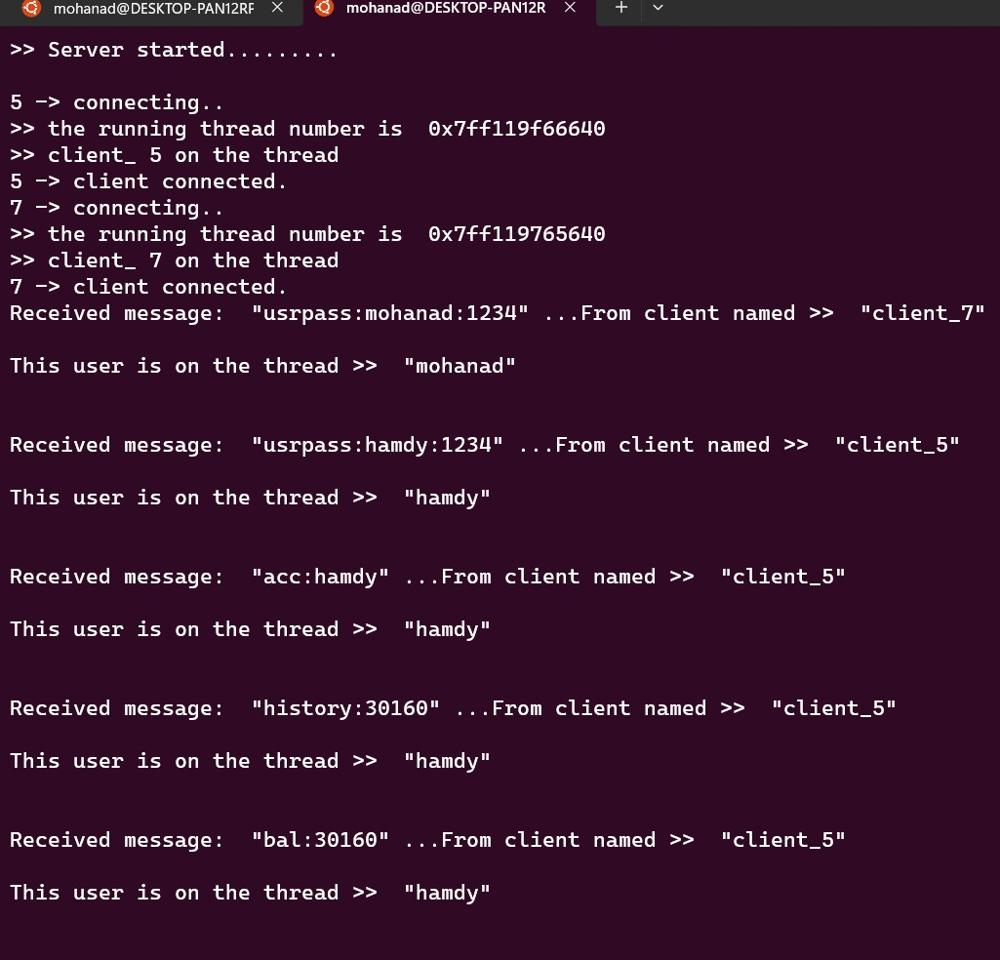 mohanad@DESKTOP-PAN12RF
mohanad@DESKTOP-PAN12R
>> Server started.........
5 -> connecting..
>> the running thread number is  0x7ff119f66640
>> client_ 5 on the thread
5 -> client connected.
7 -> connecting..
>> the running thread number is  0x7ff119765640
>> client_ 7 on the thread
7 -> client connected.
Received message:  "usrpass:mohanad:1234" ...From client named >>  "client_7"
This user is on the thread >>  "mohanad"
Received message:  "usrpass:hamdy:1234" ...From client named >>  "client_5"
This user is on the thread >>  "hamdy"
Received message:  "acc:hamdy" ...From client named >>  "client_5"
This user is on the thread >>  "hamdy"
Received message:  "history:30160" ...From client named >>  "client_5"
This user is on the thread >>  "hamdy"
Received message:  "bal:30160" ...From client named >>  "client_5"
This user is on the thread >>  "hamdy"